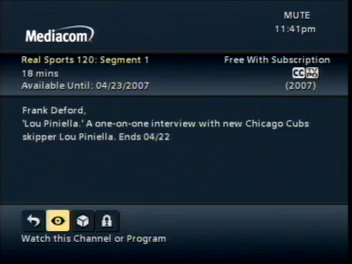 MUTE
Mediacom
11:41pm
Real Sports 120: Segment 1
Free With Subscription
18 mins
CC
Available Until: 04/23/2007
(2007)
Frank Deford,
'Lou Piniella.' A one-on-one interview with new Chicago Cubs
skipper Lou Piniella. Ends 04/22
Watch this Channel or Program